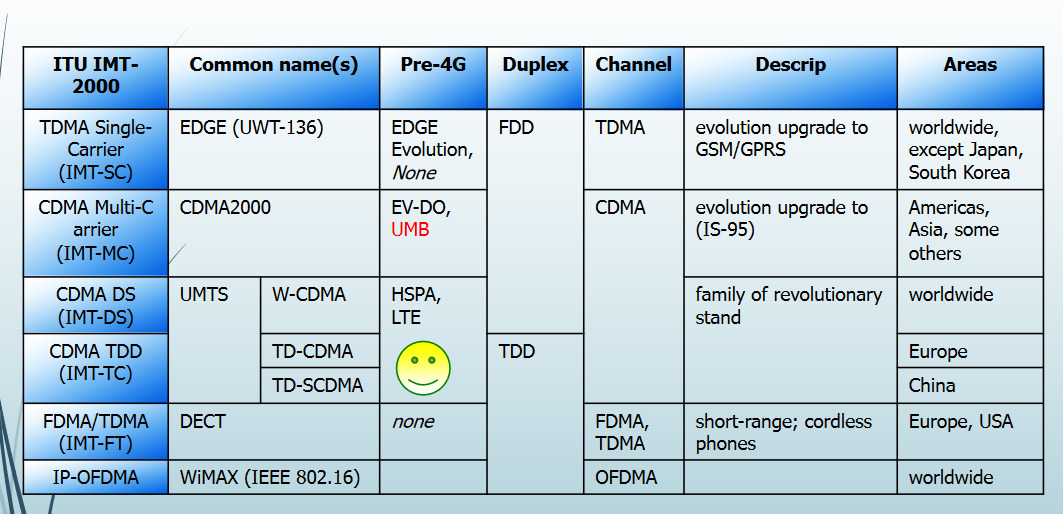 ITU IMT-
2000
Common name(s)
Pre-4G
Duplex
Channel
Descrip
Areas
TDMA Single-
Carrier
(IMT-SC)
EDGE (UWT-136)
EDGE
Evolution,
None
FDD
TDMA
evolution upgrade to
GSM/GPRS
worldwide,
except Japan,
South Korea
CDMA Multi-C
arrier
(IMT-MC)
CDMA2000
EV-DO,
UMB
CDMA
evolution upgrade to
(IS-95)
Americas,
Asia, some
others
CDMA DS
(IMT-DS)
UMTS
W-CDMA
HSPA,
LTE
family of revolutionary
stand
worldwide
CDMA TDD
(IMT-TC)
TD-CDMA
TDD
Europe
TD-SCDMA
China
FDMA/TDMA
(IMT-FT)
DECT
none
FDMA,
TDMA
short-range; cordless
phones
Europe, USA
IP-OFDMA
WiMAX (IEEE 802.16)
OFDMA
worldwide